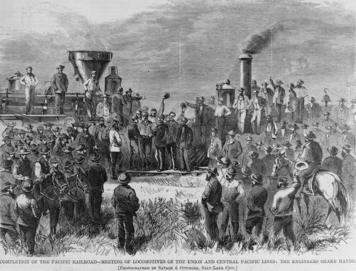 COMPLETION OF THE PACIFIC RAILROAD—MEETING OF LOCOMOTIVES OF THE UNION AND CENTRAL PACIFIC LINES: THE ENGINEERS SHAKE HANDS.
[PHOTOGRAPHED BY SAVAGE & OTTINGER, SALT LAKE CITY.]